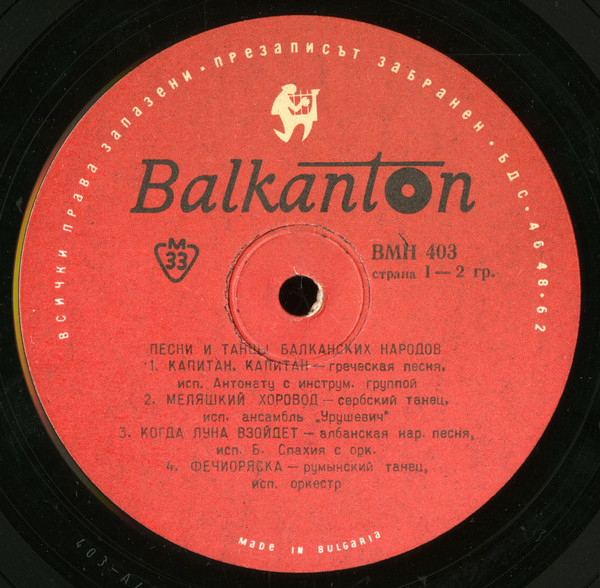 ВСИЧКИ ПРАВА ЗАПАЗЕНИ · ПРЕЗАПИСЪТ ЗАБРАНЕН · БДС · 4648 · 62
Balkanton
М
33
ВМН 403
страна 1 — 2 гр.
ПЕСНИ И ТАНЦЫ БАЛКАНСКИХ НАРОДОВ
1. КАПИТАН, КАПИТАН — греческая песня,
исп. Антонату с инструм. группой
2. МЕЛЯШКИЙ ХОРОВОД — сербский танец,
исп. ансамбль „Урушевич"
3. КОГДА ЛУНА ВЗОЙДЕТ — албанская нар. песня,
исп. Б. Спахия с орк.
4. ФЕЧИОРЯСКА — румынский танец,
исп. оркестр
MADE IN BULGARIA